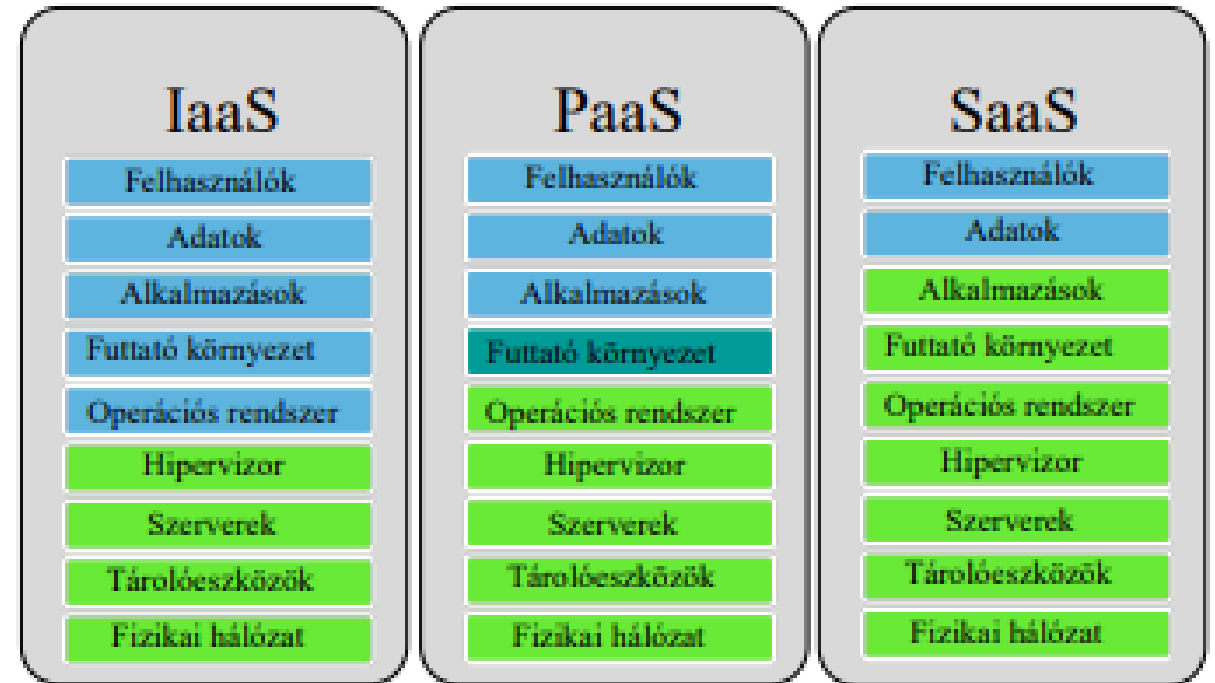 IaaS
Felhasználók
Adatok
Alkalmazások
Futtató környezet
Operációs rendszer
Hipervizor
Szerverek
Tárolóeszközök
Fizikai hálózat
PaaS
Felhasználók
Adatok
Alkalmazások
Futtató környezet
Operációs rendszer
Hipervizor
Szerverek
Tárolóeszközök
Fizikai hálózat
SaaS
Felhasználók
Adatok
Alkalmazások
Futtató környezet
Operációs rendszer
Hipervizor
Szerverek
Tárolóeszközök
Fizikai hálózat